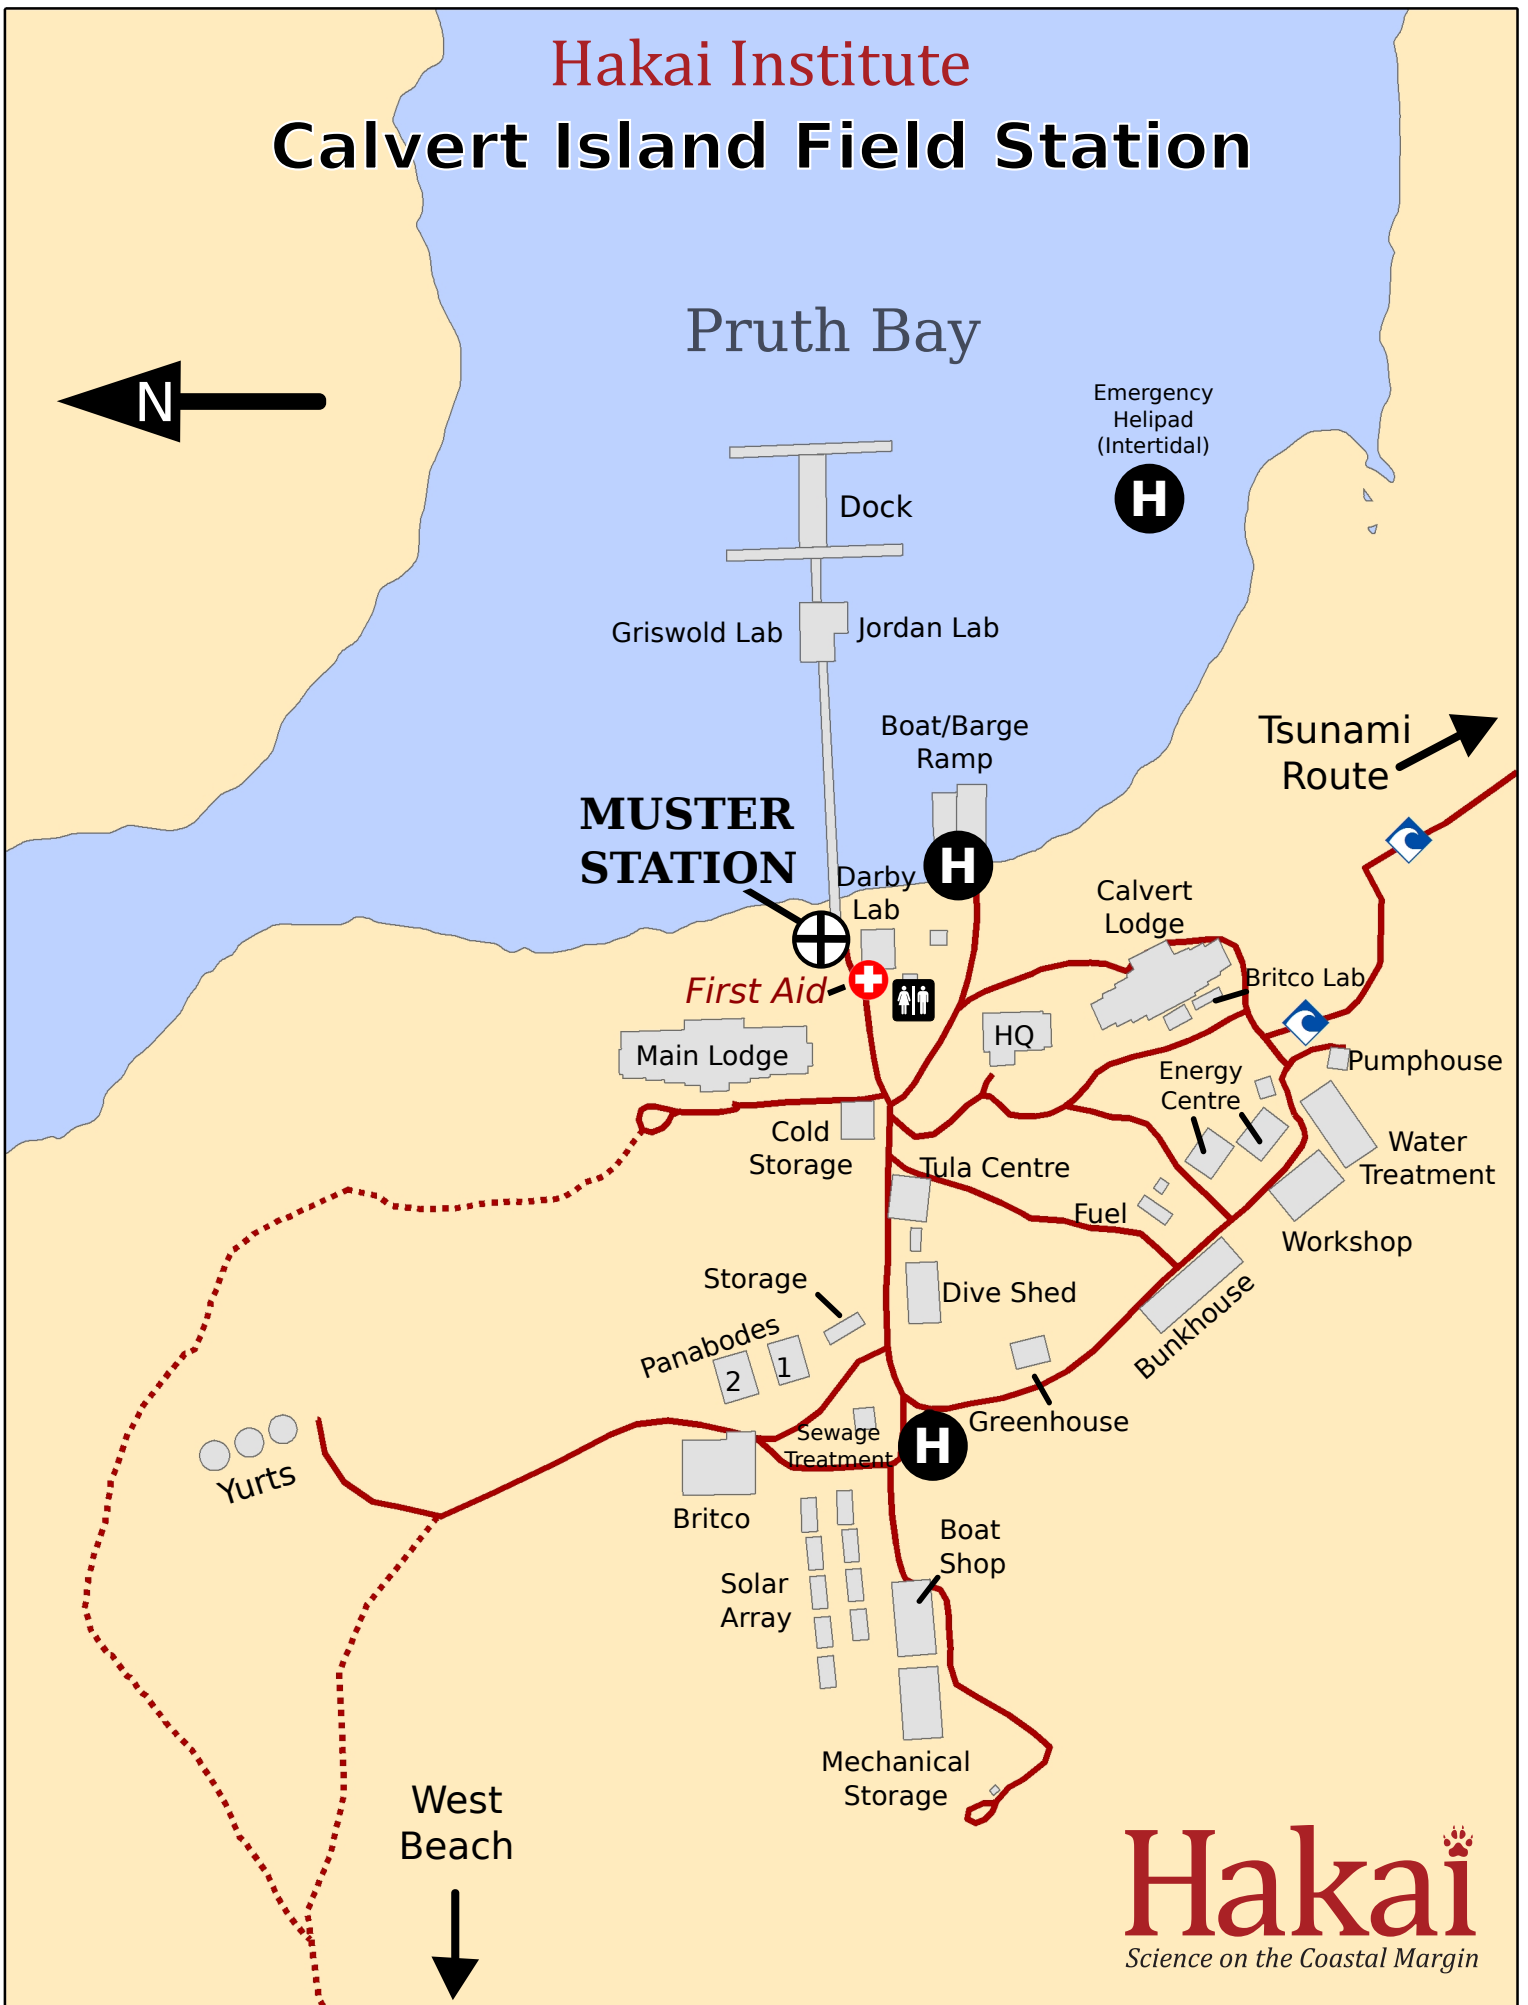 Hakai Institute
Calvert Island Field Station
Pruth Bay
N
Emergency
Helipad
(Intertidal)
H
Dock
Griswold Lab
Jordan Lab
Boat/Barge
Ramp
Tsunami
Route
MUSTER
STATION
H
Darby
Lab
Calvert
Lodge
First Aid
Britco Lab
HQ
Main Lodge
Pumphouse
Energy
Centre
Cold
Storage
Water
Treatment
Tula Centre
Fuel
Workshop
Storage
Dive Shed
Panabodes
2
1
Bunkhouse
Greenhouse
Sewage
Treatment
H
Yurts
Britco
Boat
Shop
Solar
Array
Mechanical
Storage
West
Beach
Hakai
Science on the Coastal Margin